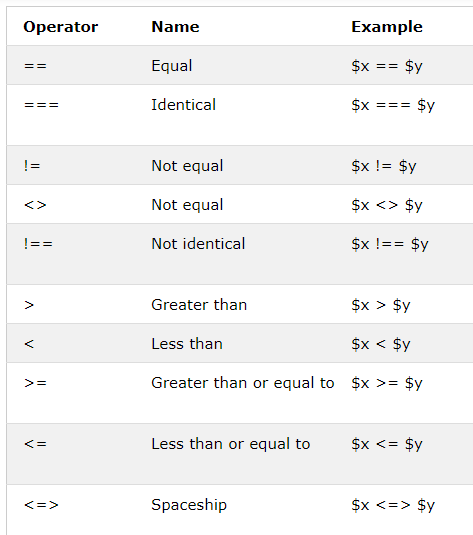 Operator Name Example
== Equal $x == $y
=== Identical $x === $y
!= Not equal $x != $y
<> Not equal $x <> $y
!== Not identical $x !== $y
> Greater than $x > $y
< Less than $x < $y
>= Greater than or equal to $x >= $y
<= Less than or equal to $x <= $y
<=> Spaceship $x <=> $y